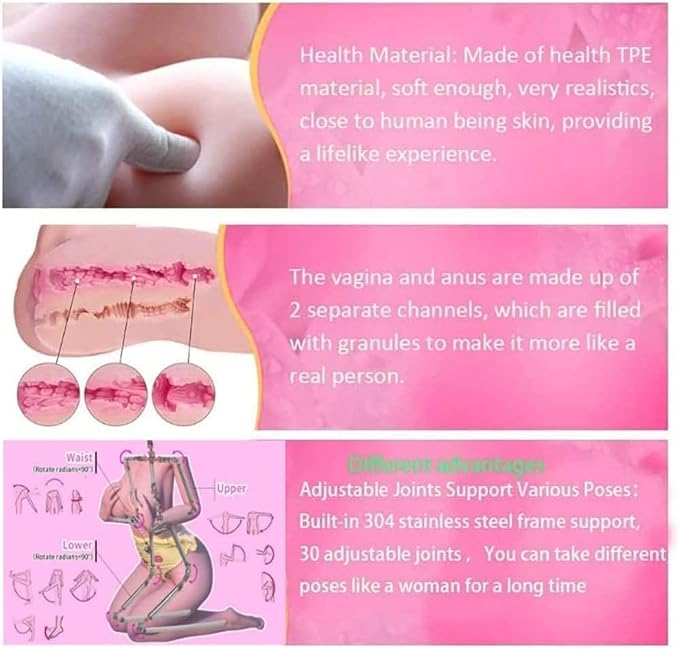 Health Material: Made of health TPE
material, soft enough, very realistics,
close to human being skin, providing
a lifelike experience.
The vagina and anus are made up of
2 separate channels, which are filled
with granules to make it more like a
real person.
Waist
(Rotate radians≈90°)
Upper
Lower
(Rotate radians≈90°)
Different advantages
Adjustable Joints Support Various Poses:
Built-in 304 stainless steel frame support,
30 adjustable joints , You can take different
poses like a woman for a long time